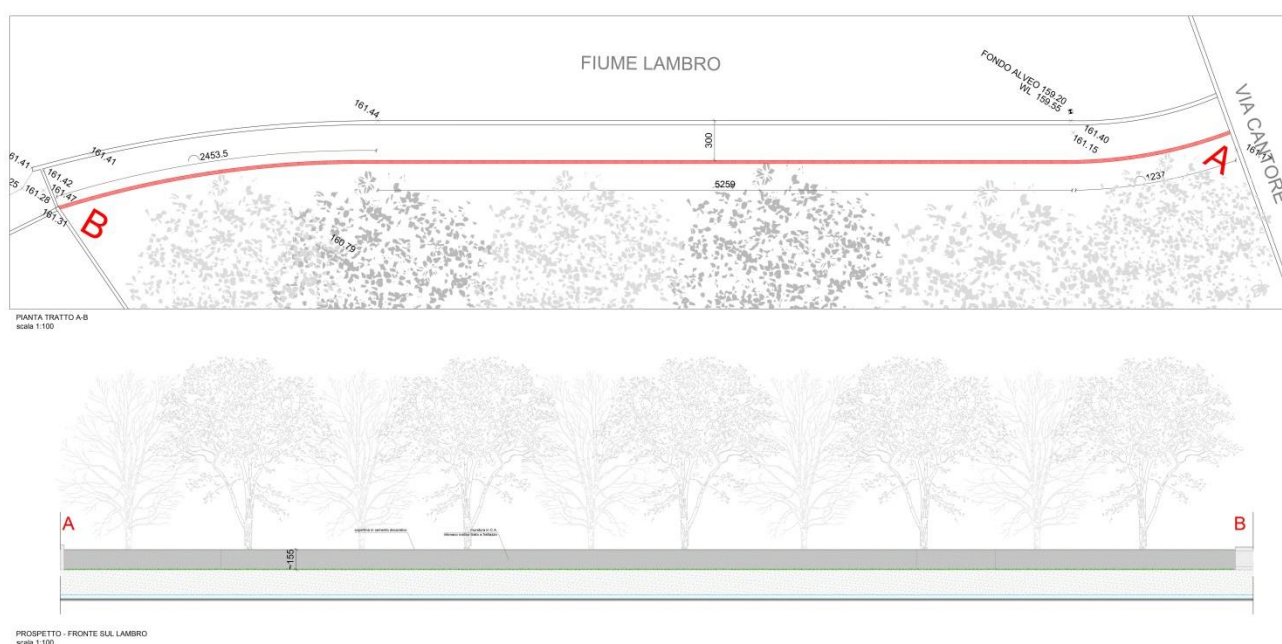 FIUME LAMBRO
FONDO ALVEO 159.20
WL 159.55
VIA CANTORE
161.44
161.40
161.15
300
2453.5
161.41
161.41
161.42
161.47
25
161.28
161.31
A
B
5259
1237
160.79
PIANTA TRATTO A-B
scala 1:100
A
B
~155
PROSPETTO - FRONTE SUL LAMBRO
scala 1:100